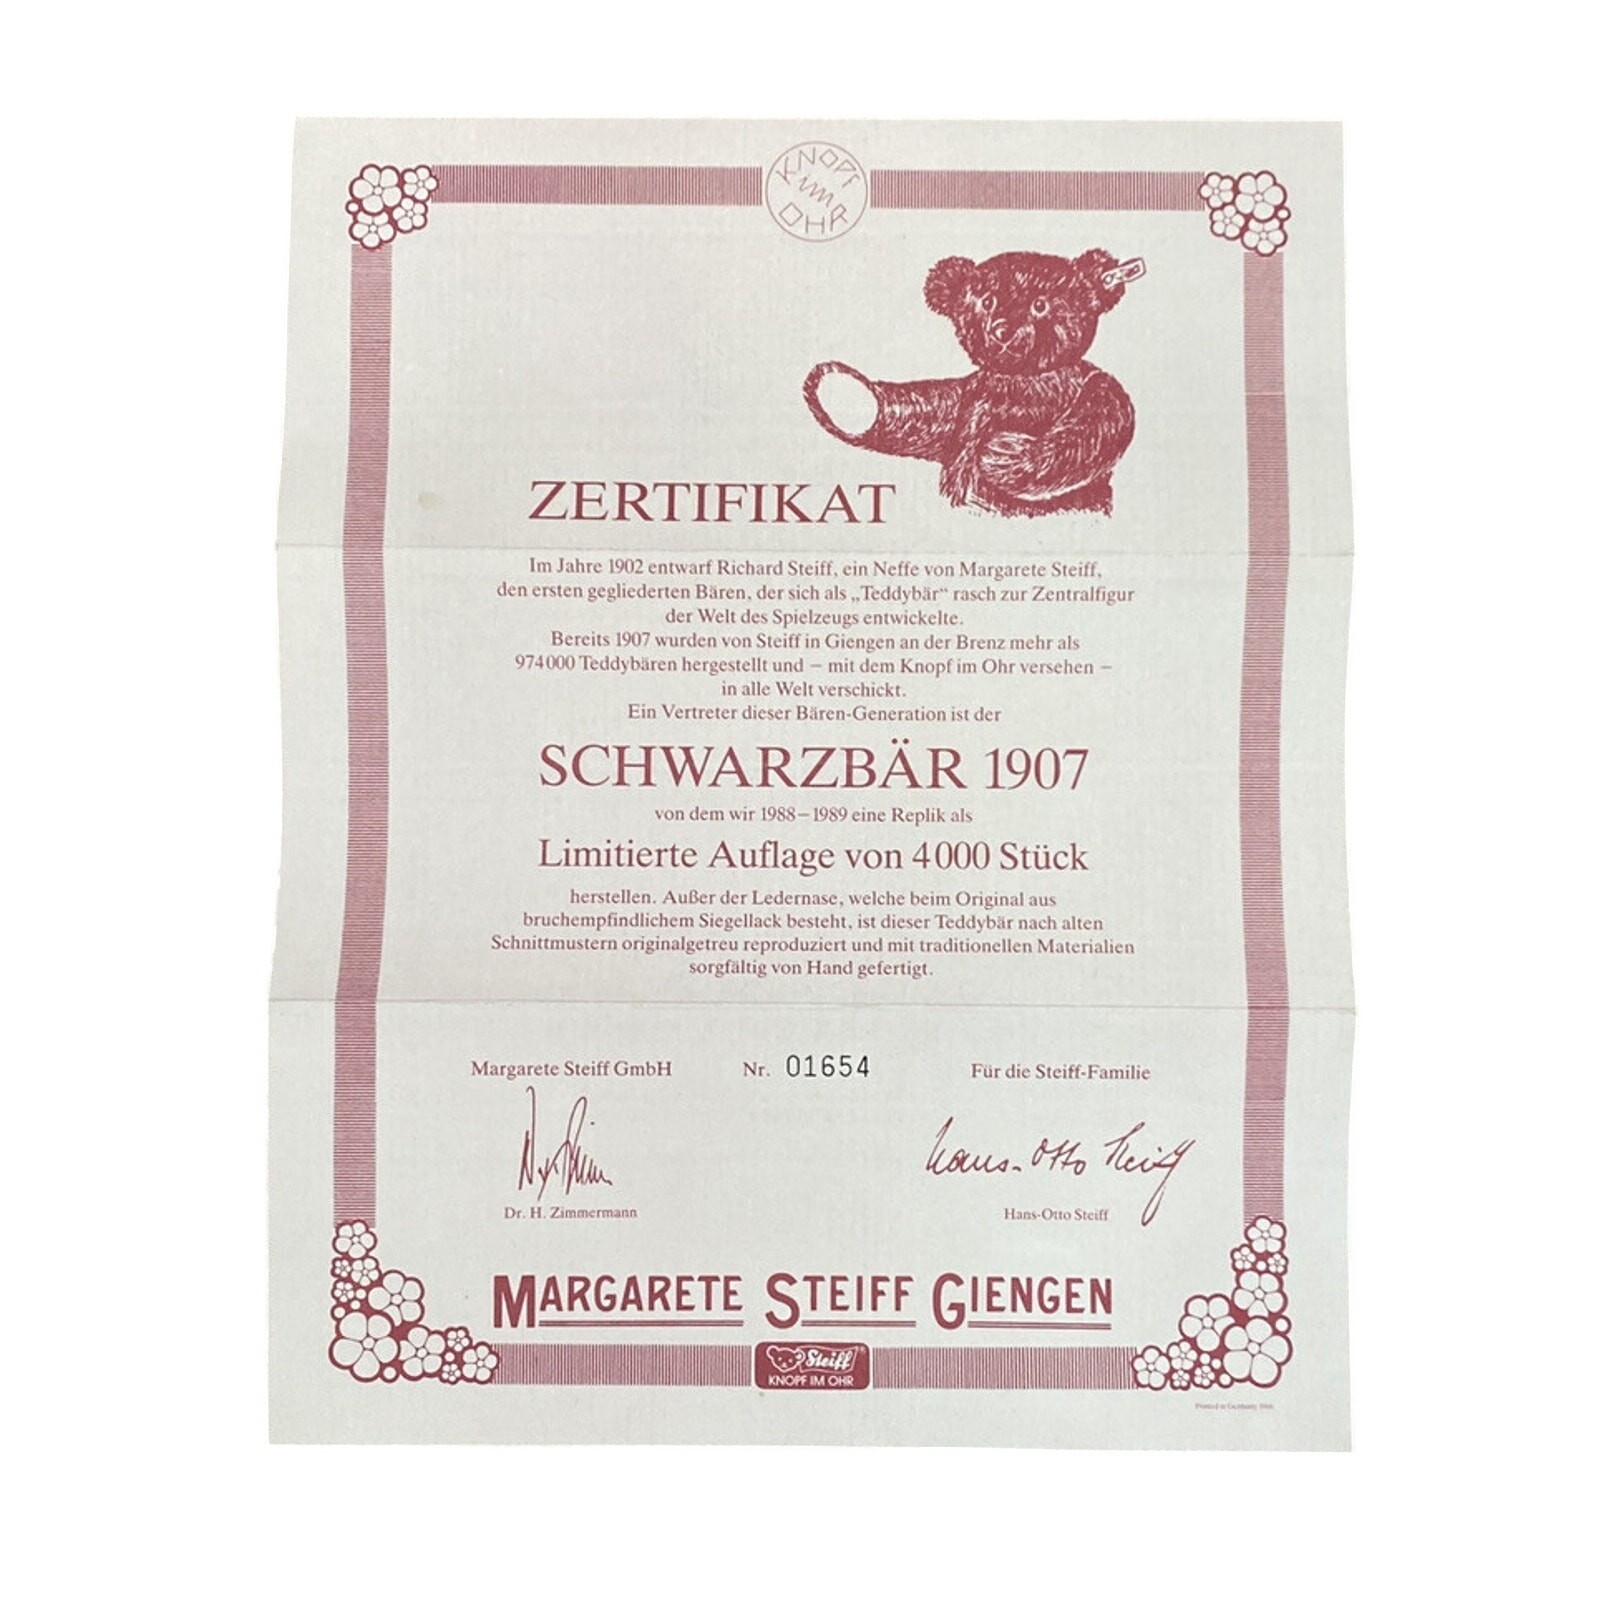 KNOPF
im
OHR
ZERTIFIKAT
Im Jahre 1902 entwarf Richard Steiff, ein Neffe von Margarete Steiff,
den ersten gegliederten Bären, der sich als „Teddybär“ rasch zur Zentralfigur
der Welt des Spielzeugs entwickelte.
Bereits 1907 wurden von Steiff in Giengen an der Brenz mehr als
974000 Teddybären hergestellt und – mit dem Knopf im Ohr versehen –
in alle Welt verschickt.
Ein Vertreter dieser Bären-Generation ist der
SCHWARZBÄR 1907
von dem wir 1988–1989 eine Replik als
Limitierte Auflage von 4000 Stück
herstellen. Außer der Ledernase, welche beim Original aus
bruchempfindlichem Siegellack besteht, ist dieser Teddybär nach alten
Schnittmustern originalgetreu reproduziert und mit traditionellen Materialien
sorgfältig von Hand gefertigt.
Margarete Steiff GmbH Nr. 01654 Für die Steiff-Familie
Hans-Otto Steiff
Dr. H. Zimmermann Hans-Otto Steiff
MARGARETE STEIFF GIENGEN
Steiff®
KNOPF IM OHR
Printed in Germany